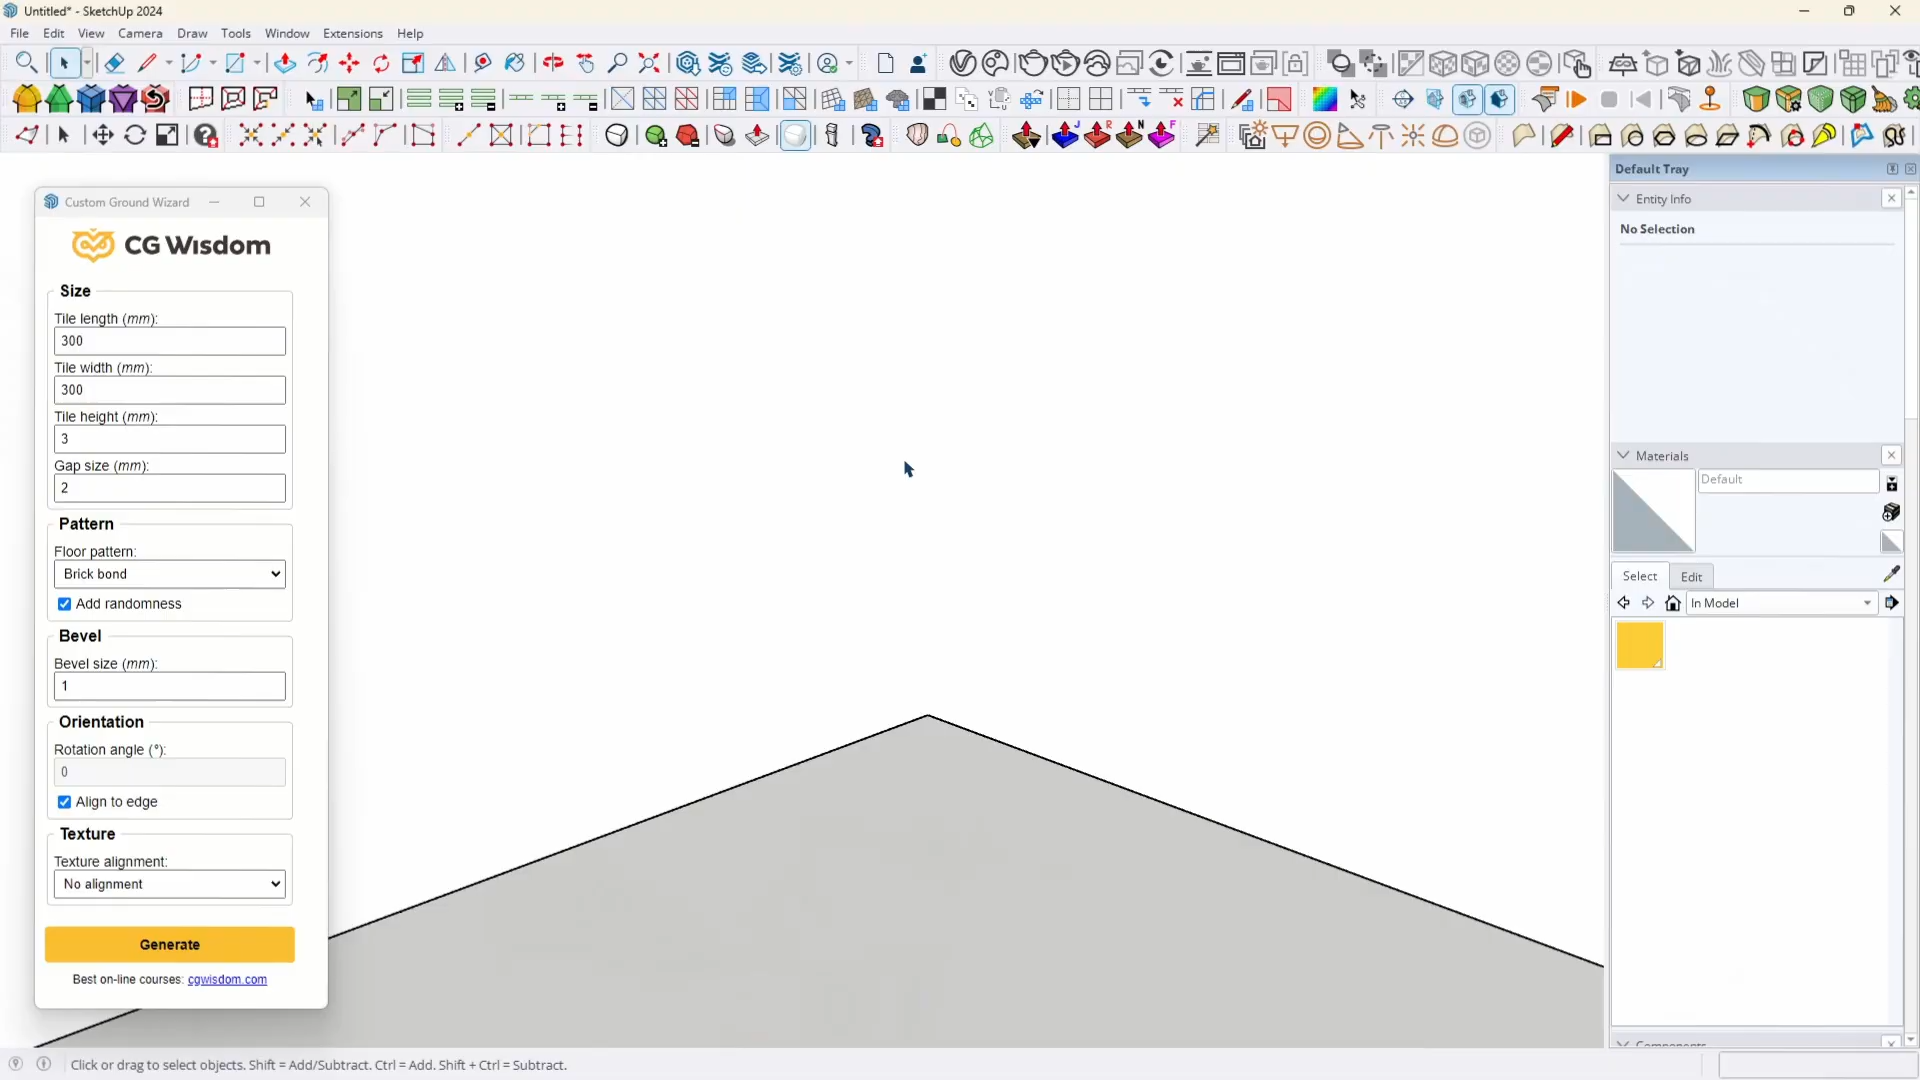 Untitled* - SketchUp 2024
File Edit View Camera Draw Tools Window Extensions Help
Default Tray
Entity Info
No Selection
Materials
Default
Select Edit
In Model
Custom Ground Wizard
CG Wisdom
Size
Tile length (mm):
300
Tile width (mm):
300
Tile height (mm):
3
Gap size (mm):
2
Pattern
Floor pattern:
Brick bond
Add randomness
Bevel
Bevel size (mm):
1
Orientation
Rotation angle (°):
0
Align to edge
Texture
Texture alignment:
No alignment
Generate
Best on-line courses: cgwisdom.com
Components
Click or drag to select objects. Shift = Add/Subtract. Ctrl = Add. Shift + Ctrl = Subtract.